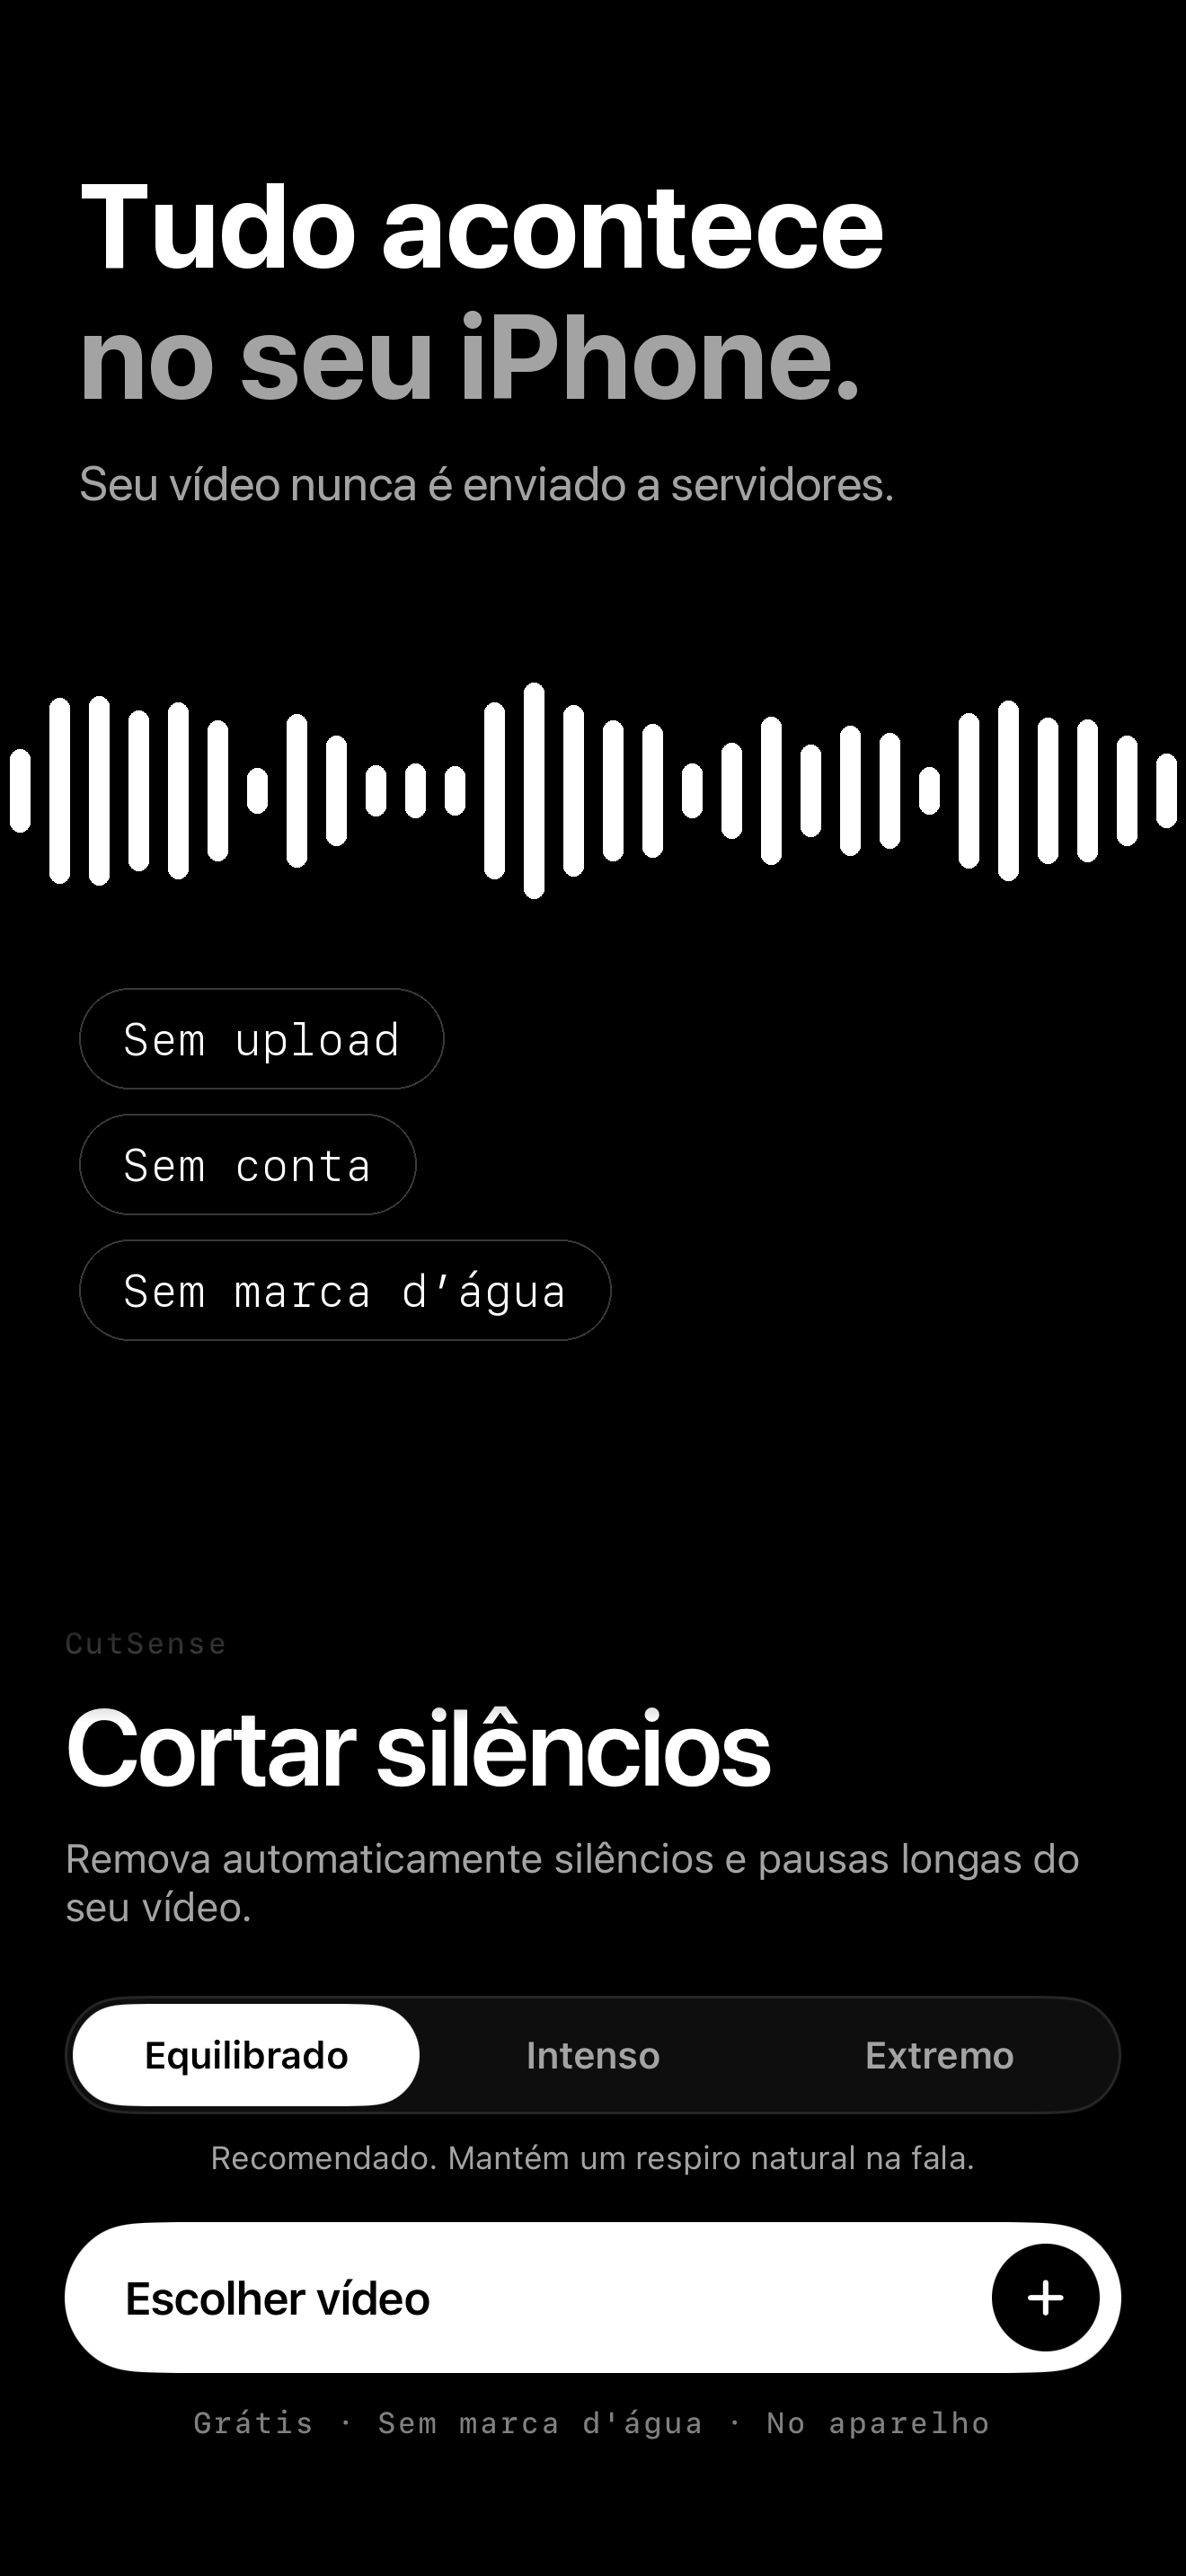 Tudo acontece
no seu iPhone.
Seu vídeo nunca é enviado a servidores.
Sem upload
Sem conta
Sem marca d’água
CutSense
Cortar silêncios
Remova automaticamente silêncios e pausas longas do
seu vídeo.
Equilibrado Intenso Extremo
Recomendado. Mantém um respiro natural na fala.
Escolher vídeo
Grátis · Sem marca d'água · No aparelho